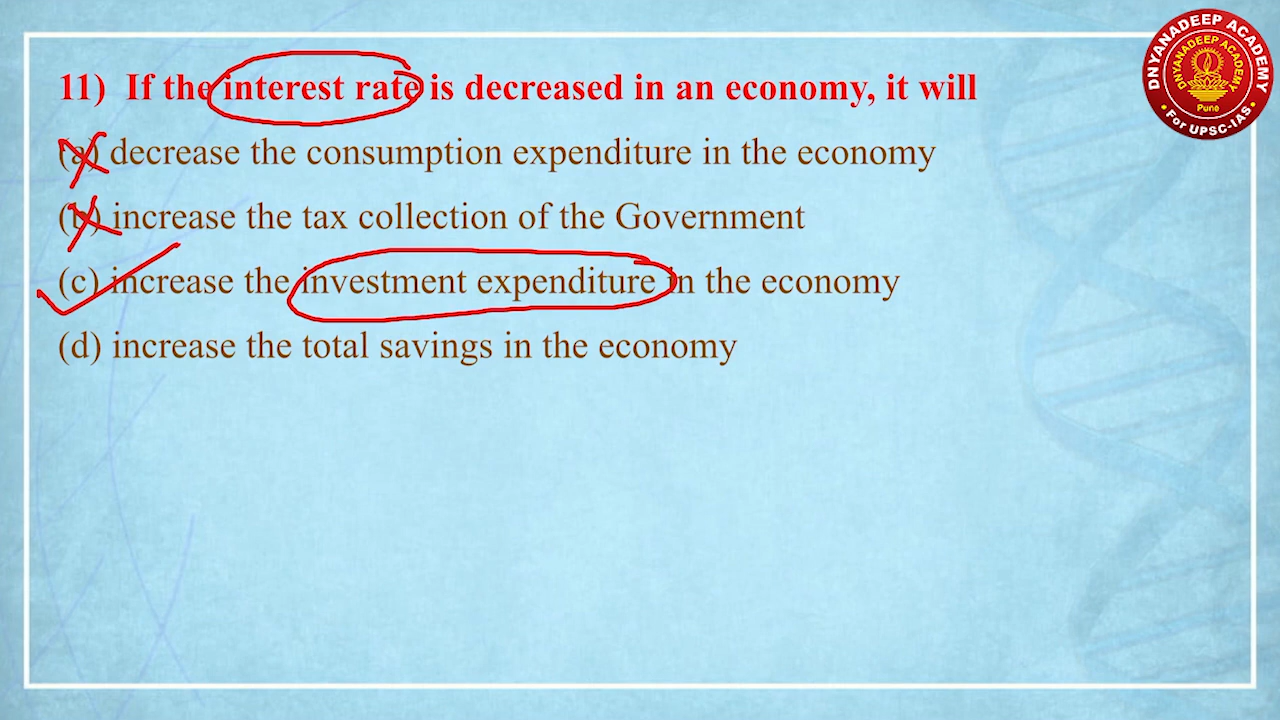 11) If the interest rate is decreased in an economy, it will
(a) decrease the consumption expenditure in the economy
(b) increase the tax collection of the Government
(c) increase the investment expenditure in the economy
(d) increase the total savings in the economy
DNYANADEEP ACADEMY
DNYANADEEP ACADEMY
Pune
• For UPSC-IAS •